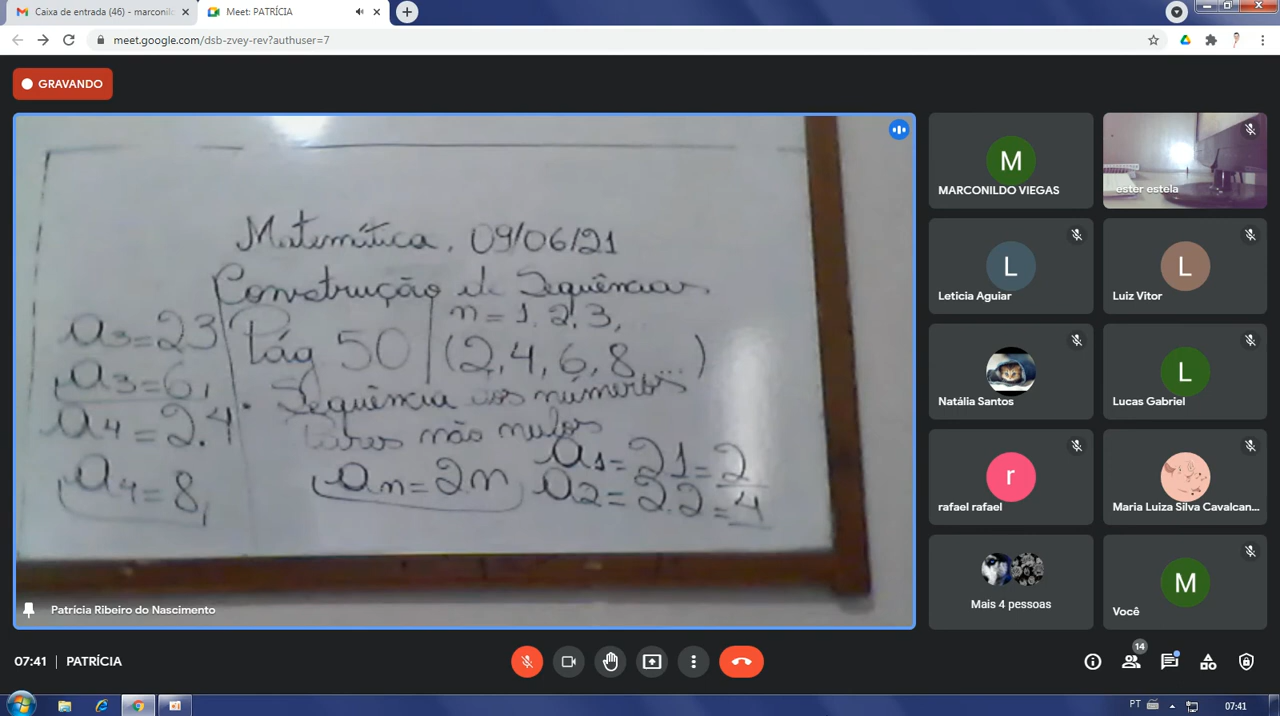 Caixa de entrada (46) - marconil
Meet: PATRÍCIA
meet.google.com/dsb-zvey-rev?authuser=7
GRAVANDO
Matemática, 09/06/21
Construção de Sequências
Pág 50
n = 1, 2, 3, ...
(2, 4, 6, 8 ...)
a3 = 2 3
a3 = 6,
a4 = 2.4
a4 = 8,
• Sequência dos números
Pares não nulos
an = 2n
a1 = 2 1 = 2
a2 = 2.2 = 4
Patrícia Ribeiro do Nascimento
M
MARCONILDO VIEGAS
ester estela
L
Leticia Aguiar
L
Luiz Vitor
Natália Santos
L
Lucas Gabriel
r
rafael rafael
Maria Luiza Silva Cavalcan...
Mais 4 pessoas
M
Você
07:41 | PATRÍCIA
14
PT
07:41